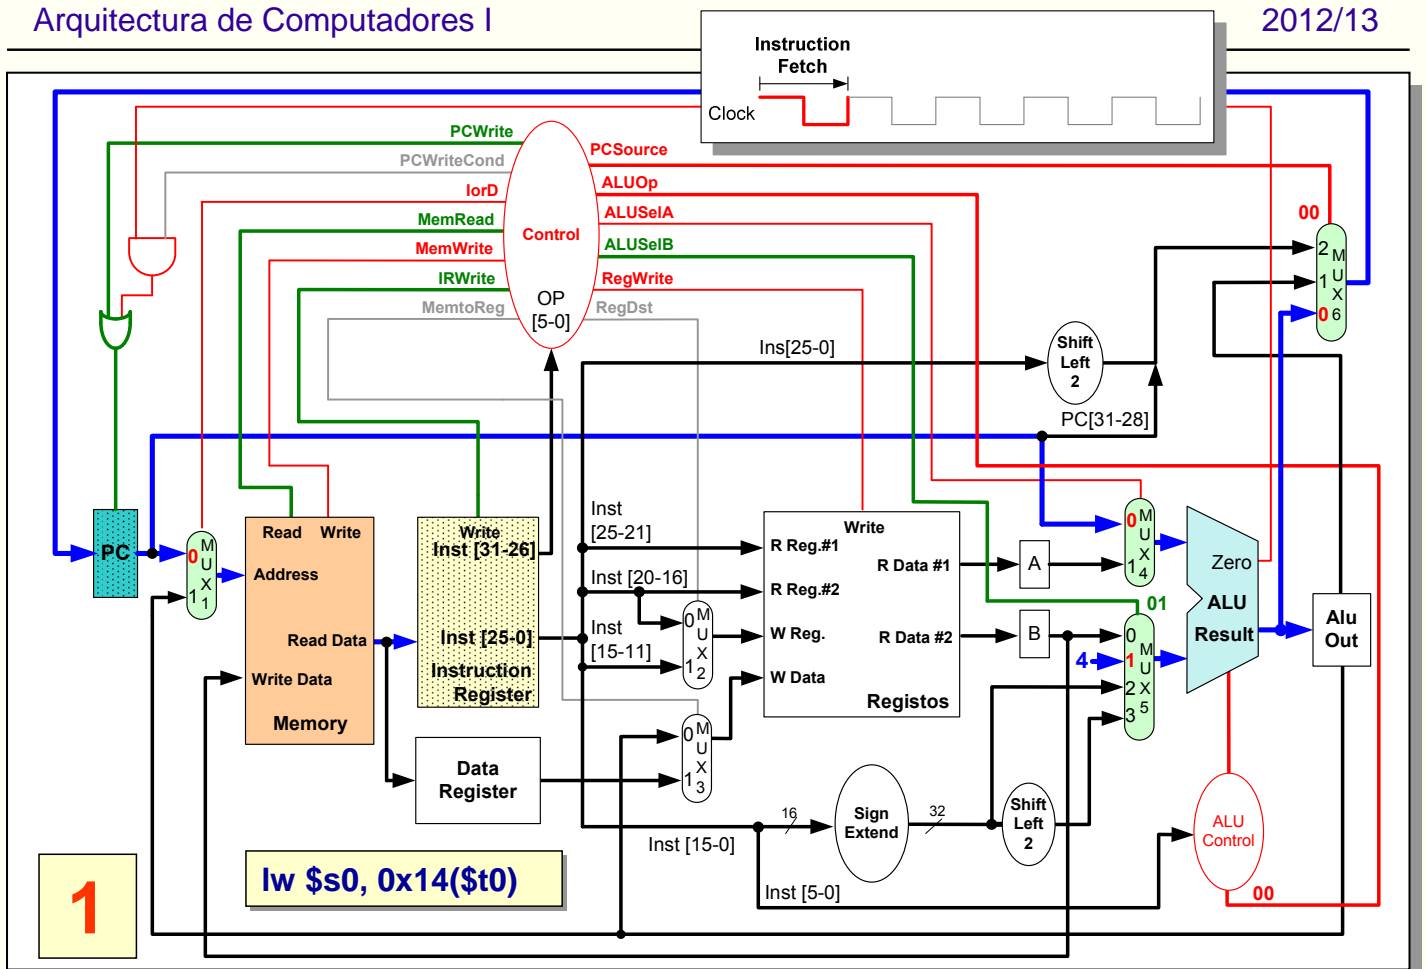 Arquitectura de Computadores I
2012/13
Instruction
Fetch
Clock
PCWrite
PCWriteCond
IorD
MemRead
MemWrite
IRWrite
MemtoReg
Control
OP
[5-0]
PCSource
ALUOp
ALUSelA
ALUSelB
RegWrite
RegDst
00
2
1
0
M
U
X
6
Ins[25-0]
Shift
Left
2
PC[31-28]
PC
0
1
M
U
X
1
Read
Write
Address
Read Data
Write Data
Memory
Write
Inst [31-26]
Inst [25-0]
Instruction
Register
Data
Register
Inst
[25-21]
Inst [20-16]
Inst
[15-11]
0
1
M
U
X
2
0
1
M
U
X
3
Write
R Reg.#1
R Reg.#2
W Reg.
W Data
R Data #1
R Data #2
Registos
A
B
0
1
M
U
X
4
01
4
0
1
2
3
M
U
X
5
Zero
ALU
Result
Alu
Out
Inst [15-0]
16
Sign
Extend
32
Shift
Left
2
Inst [5-0]
ALU
Control
00
1
lw $s0, 0x14($t0)